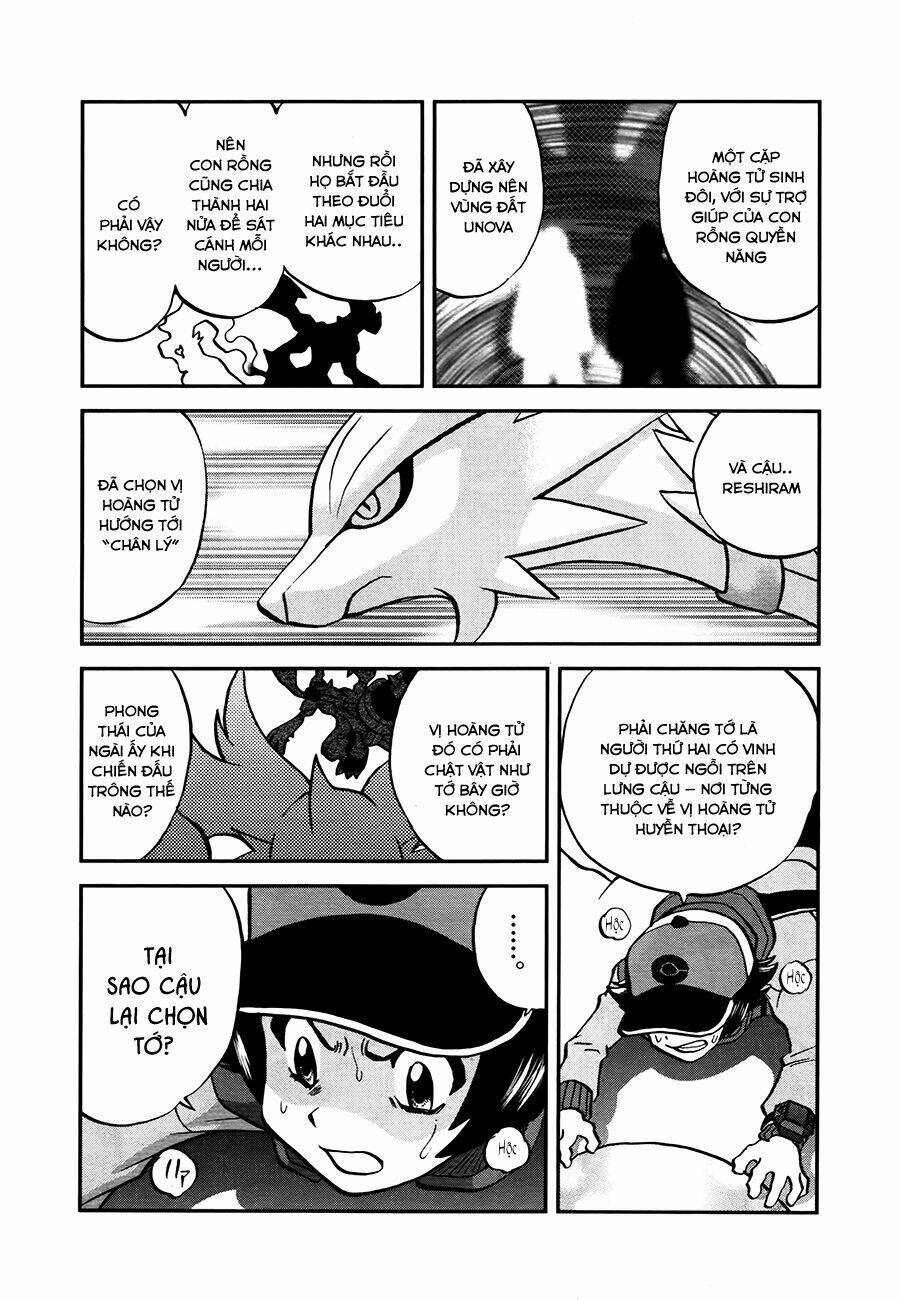 MỘT CẶP
HOÀNG TỬ SINH
ĐÔI, VỚI SỰ TRỢ
GIÚP CỦA CON
RỒNG QUYỀN
NĂNG
ĐÃ XÂY
DỰNG NÊN
VÙNG ĐẤT
UNOVA
NHƯNG RỒI
HỌ BẮT ĐẦU
THEO ĐUỔI
HAI MỤC TIÊU
KHÁC NHAU..
NÊN
CON RỒNG
CŨNG CHIA
THÀNH HAI
NỬA ĐỂ SÁT
CÁNH MỖI
NGƯỜI...
CÓ
PHẢI VẬY
KHÔNG?
VÀ CẬU..
RESHIRAM
ĐÃ CHỌN VỊ
HOÀNG TỬ
HƯỚNG TỚI
“CHÂN LÝ”
PHẢI CHĂNG TỚ LÀ
NGƯỜI THỨ HAI CÓ VINH
DỰ ĐƯỢC NGỒI TRÊN
LƯNG CẬU – NƠI TỪNG
THUỘC VỀ VỊ HOÀNG TỬ
HUYỀN THOẠI?
HỘC
HỘC
VỊ HOÀNG TỬ
ĐÓ CÓ PHẢI
CHẬT VẬT NHƯ
TỚ BÂY GIỜ
KHÔNG?
PHONG
THÁI CỦA
NGÀI ẤY KHI
CHIẾN ĐẤU
TRÔNG THẾ
NÀO?
......。
TẠI
SAO CẬU
LẠI CHỌN
TỚ?
HỘC